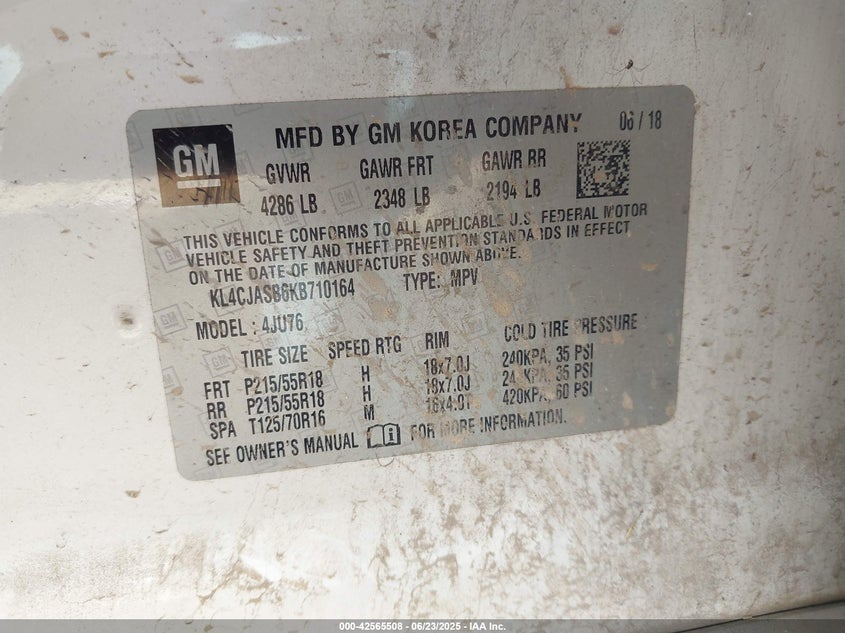 GM
MFD BY GM KOREA COMPANY 06/18
GVWR GAWR FRT GAWR RR
4286 LB 2348 LB 2194 LB
THIS VEHICLE CONFORMS TO ALL APPLICABLE U.S. FEDERAL MOTOR
VEHICLE SAFETY AND THEFT PREVENTION STANDARDS IN EFFECT
ON THE DATE OF MANUFACTURE SHOWN ABOVE.
KL4CJASB6KB710164 TYPE: MPV
MODEL: 4JU76
TIRE SIZE SPEED RTG RIM COLD TIRE PRESSURE
FRT P215/55R18 H 18x7.0J 240KPA, 35 PSI
RR P215/55R18 H 18x7.0J 240KPA, 35 PSI
SPA T125/70R16 M 16x4.0T 420KPA, 60 PSI
SEE OWNER'S MANUAL FOR MORE INFORMATION.
000-42565508 - 06/23/2025 - IAA Inc.